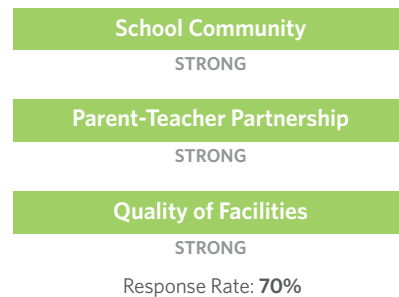 School Community
STRONG
Parent-Teacher Partnership
STRONG
Quality of Facilities
STRONG
Response Rate: 70%